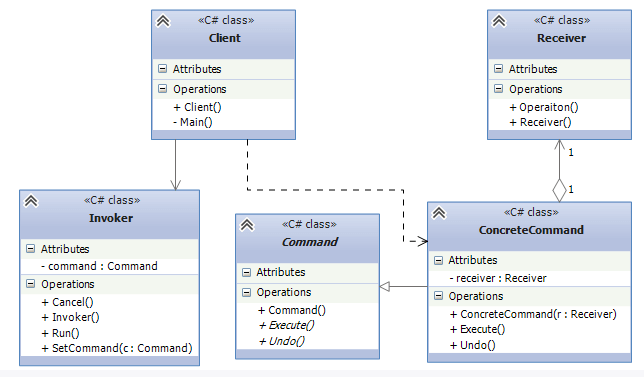 «C# class»
Client
Attributes
Operations
+ Client()
- Main()
«C# class»
Receiver
Attributes
Operations
+ Operaiton()
+ Receiver()
1
1
«C# class»
Invoker
Attributes
- command : Command
Operations
+ Cancel()
+ Invoker()
+ Run()
+ SetCommand(c : Command)
«C# class»
Command
Attributes
Operations
+ Command()
+ Execute()
+ Undo()
«C# class»
ConcreteCommand
Attributes
- receiver : Receiver
Operations
+ ConcreteCommand(r : Receiver)
+ Execute()
+ Undo()